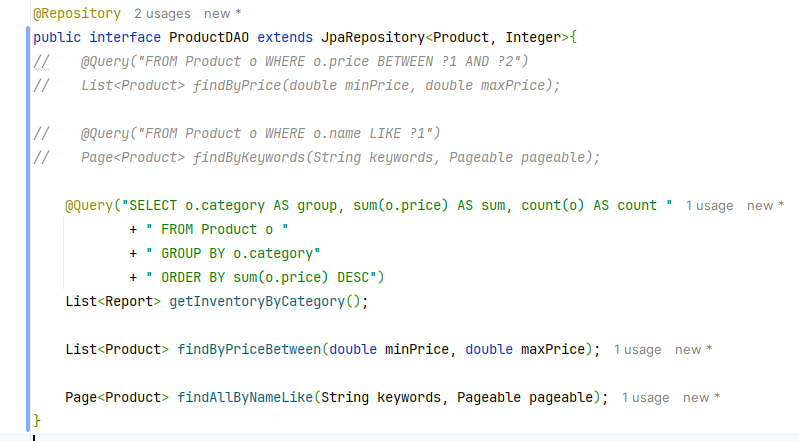 @Repository 2 usages new *
public interface ProductDAO extends JpaRepository<Product, Integer>{
//    @Query("FROM Product o WHERE o.price BETWEEN ?1 AND ?2")
//    List<Product> findByPrice(double minPrice, double maxPrice);
//    @Query("FROM Product o WHERE o.name LIKE ?1")
//    Page<Product> findByKeywords(String keywords, Pageable pageable);
    @Query("SELECT o.category AS group, sum(o.price) AS sum, count(o) AS count " 1 usage new *
            + " FROM Product o "
            + " GROUP BY o.category"
            + " ORDER BY sum(o.price) DESC")
    List<Report> getInventoryByCategory();
    List<Product> findByPriceBetween(double minPrice, double maxPrice); 1 usage new *
    Page<Product> findAllByNameLike(String keywords, Pageable pageable); 1 usage new *
}